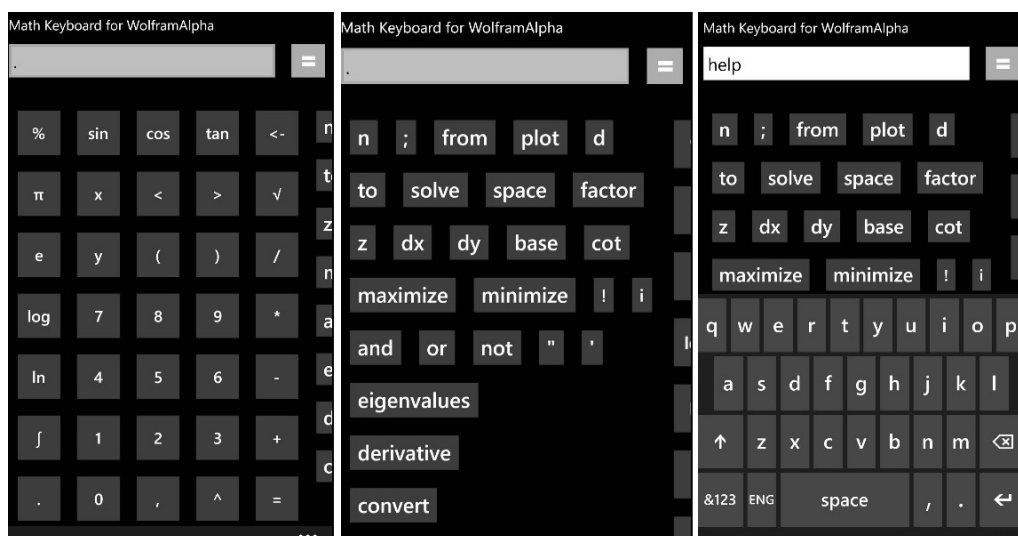 Math Keyboard for WolframAlpha
.
=
% sin cos tan <-
π x < > √
e y ( ) /
log 7 8 9 *
ln 4 5 6 -
∫ 1 2 3 +
. 0 , ^ =
Math Keyboard for WolframAlpha
.
=
n ; from plot d
to solve space factor
z dx dy base cot
maximize minimize ! i
and or not " '
eigenvalues
derivative
convert
Math Keyboard for WolframAlpha
help
=
n ; from plot d
to solve space factor
z dx dy base cot
maximize minimize ! i
q w e r t y u i o p
a s d f g h j k l
z x c v b n m
&123 ENG space , .